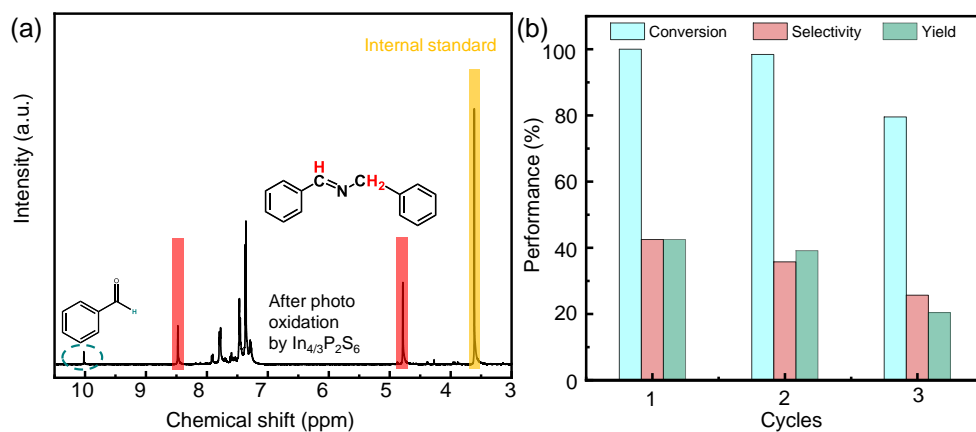 (a)
Internal standard
Intensity (a.u.)
H
C
N
CH2
O
H
After photo
oxidation
by In4/3P2S6
10 9 8 7 6 5 4 3
Chemical shift (ppm)
(b)
Conversion Selectivity Yield
Performance (%)
100
80
60
40
20
0
1 2 3
Cycles